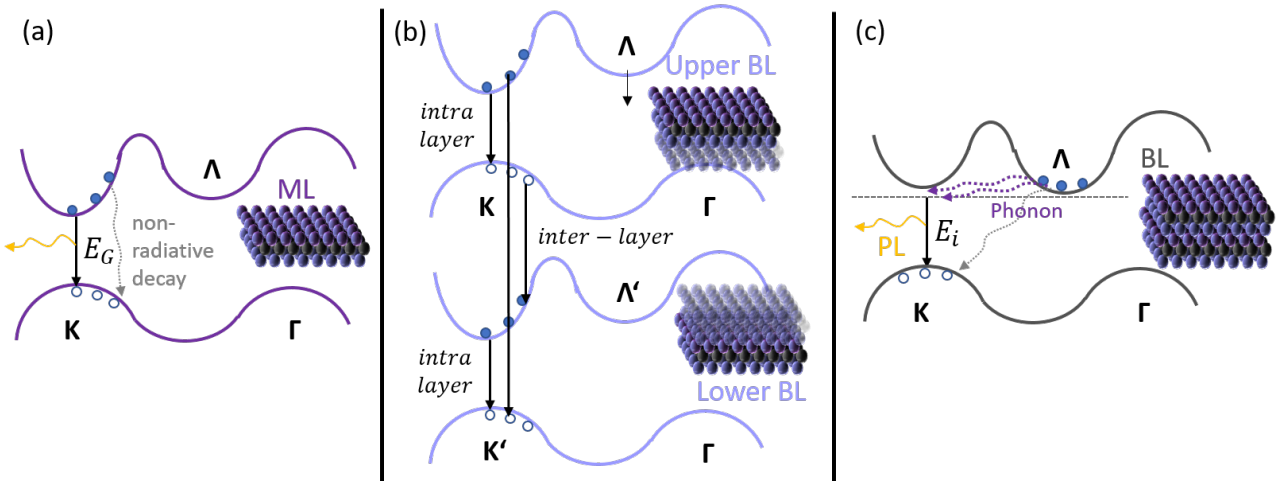 (a)
Λ
ML
E_G
non-
radiative
decay
K
Γ
(b)
Λ
Upper BL
intra
layer
K
Γ
inter – layer
Λ‘
intra
layer
Lower BL
K‘
Γ
(c)
Λ
BL
Phonon
PL
E_i
K
Γ